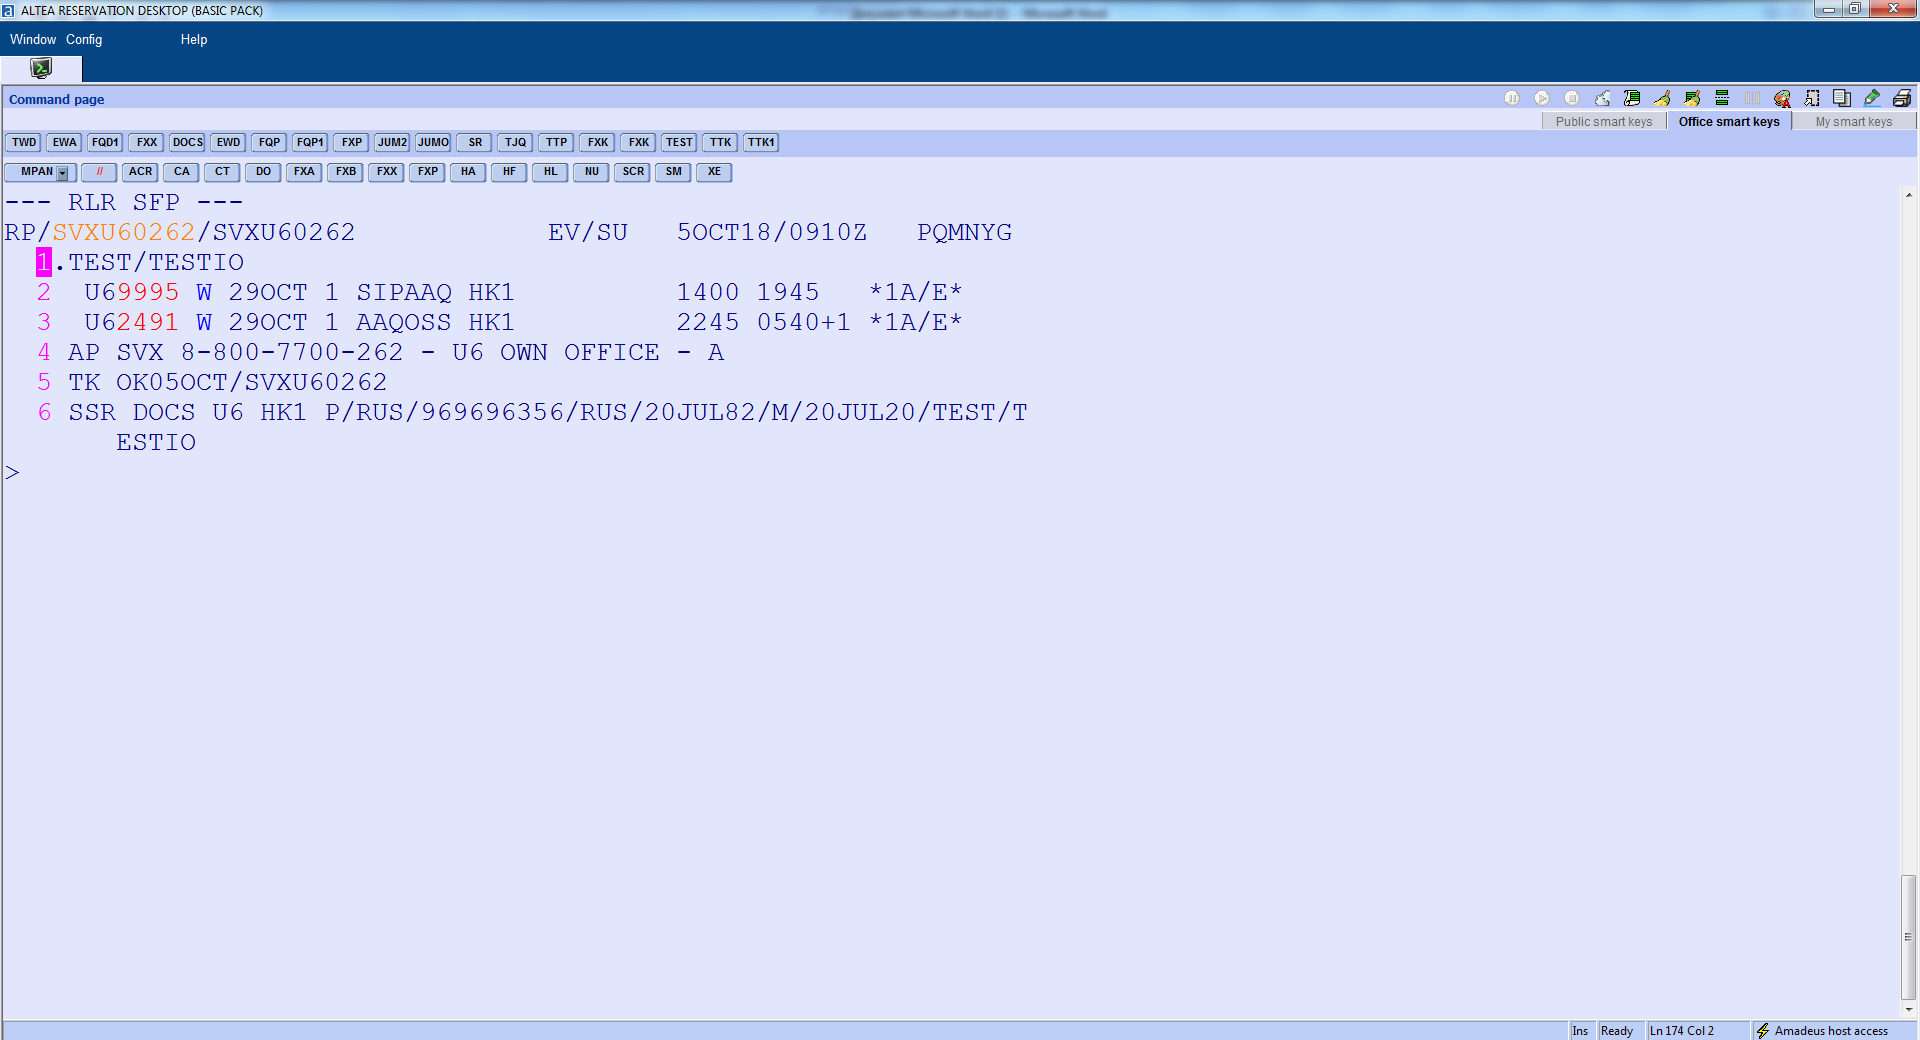 ALTEA RESERVATION DESKTOP (BASIC PACK)
Window Config Help
Command page
Public smart keys Office smart keys My smart keys
TWD EWA FQD1 FXX DOCS EWD FQP FQP1 FXP JUM2 JUMO SR TJQ TTP FXK FXK TEST TTK TTK1
MPAN // ACR CA CT DO FXA FXB FXX FXP HA HF HL NU SCR SM XE
--- RLR SFP ---
RP/SVXU60262/SVXU60262 EV/SU 5OCT18/0910Z PQMNYG
1.TEST/TESTIO
2 U69995 W 29OCT 1 SIPAAQ HK1 1400 1945 *1A/E*
3 U62491 W 29OCT 1 AAQOSS HK1 2245 0540+1 *1A/E*
4 AP SVX 8-800-7700-262 - U6 OWN OFFICE - A
5 TK OK05OCT/SVXU60262
6 SSR DOCS U6 HK1 P/RUS/969696356/RUS/20JUL82/M/20JUL20/TEST/T
ESTIO
>
Ins Ready Ln 174 Col 2 Amadeus host access